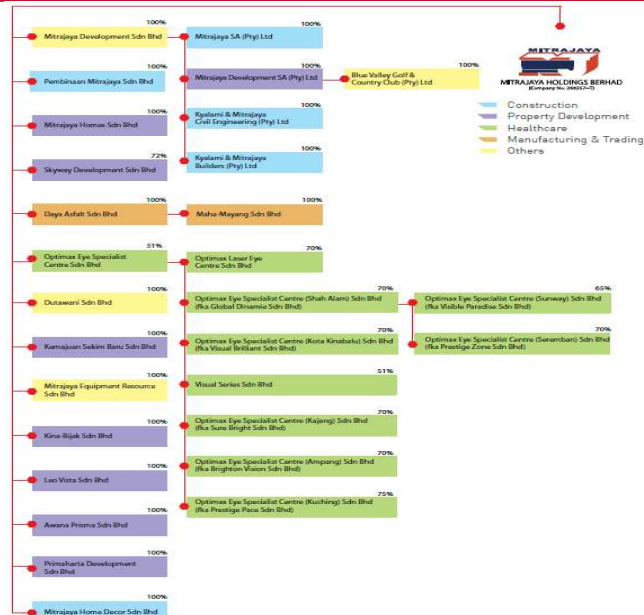 MITRAJAYA
MITRAJAYA HOLDINGS BERHAD
Construction
Property Development
Healthcare
Manufacturing & Trading
Others
100%
Mitrajaya Development Sdn Bhd
100%
Mitrajaya SA (Pty) Ltd
100%
Mitrajaya Development SA (Pty) Ltd
100%
Blue Valley Golf &
Country Club (Pty) Ltd
100%
Kyalami & Mitrajaya
Civil Engineering (Pty) Ltd
100%
Kyalami & Mitrajaya
Builders (Pty) Ltd
100%
Pembinaan Mitrajaya Sdn Bhd
100%
Mitrajaya Homes Sdn Bhd
72%
Skyway Development Sdn Bhd
100%
Daya Asfalt Sdn Bhd
100%
Maha-Mayang Sdn Bhd
51%
Optimax Eye Specialist
Centre Sdn Bhd
70%
Optimax Laser Eye
Centre Sdn Bhd
70%
Optimax Eye Specialist Centre (Shah Alam) Sdn Bhd
(fka Global Dinamie Sdn Bhd)
65%
Optimax Eye Specialist Centre (Sunway) Sdn Bhd
(fka Visible Paradise Sdn Bhd)
70%
Optimax Eye Specialist Centre (Seremban) Sdn Bhd
(fka Prestige Zone Sdn Bhd)
70%
Optimax Eye Specialist Centre (Kota Kinabalu) Sdn Bhd
(fka Visual Brilliant Sdn Bhd)
51%
Visual Series Sdn Bhd
70%
Optimax Eye Specialist Centre (Kajang) Sdn Bhd
(fka Sure Bright Sdn Bhd)
70%
Optimax Eye Specialist Centre (Ampang) Sdn Bhd
(fka Brighton Vision Sdn Bhd)
75%
Optimax Eye Specialist Centre (Kuching) Sdn Bhd
(fka Prestige Pace Sdn Bhd)
100%
Dutawani Sdn Bhd
100%
Kemajuan Sekim Baru Sdn Bhd
100%
Mitrajaya Equipment Resource
Sdn Bhd
100%
Kina-Bijak Sdn Bhd
100%
Leo Vista Sdn Bhd
100%
Awana Prisma Sdn Bhd
100%
Primaharta Development
Sdn Bhd
100%
Mitrajaya Home Decor Sdn Bhd